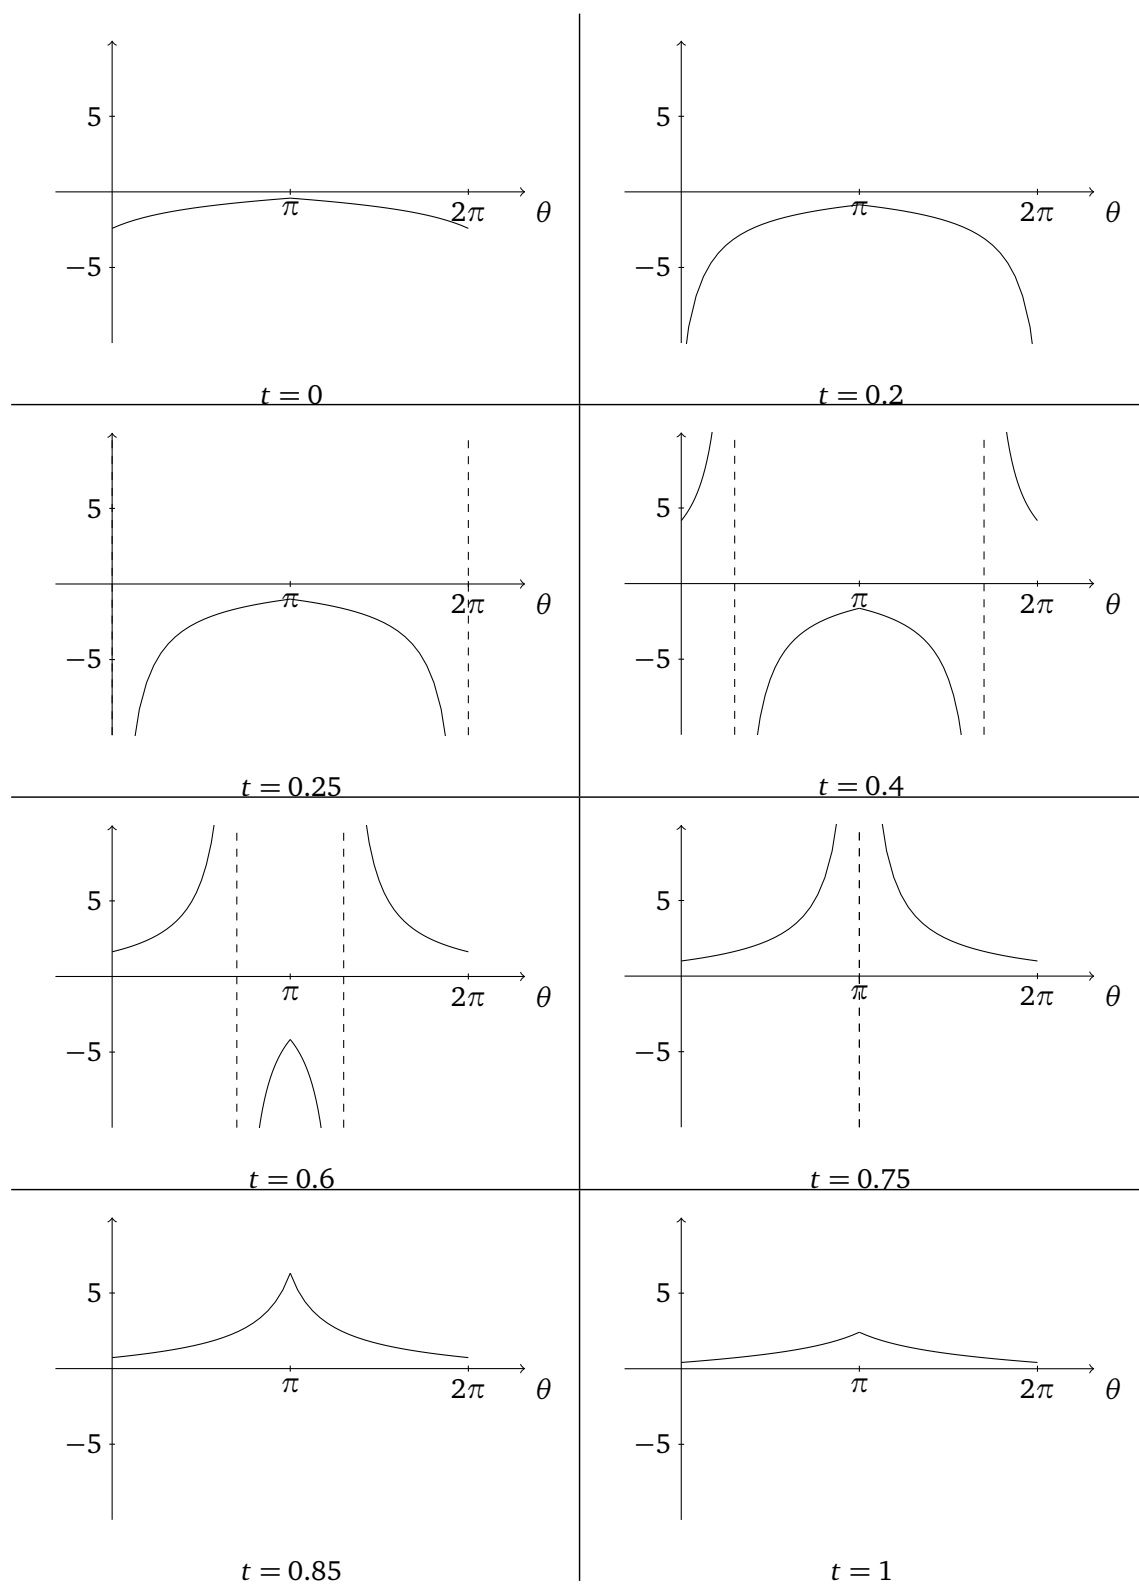 5
π
2π
θ
−5
t = 0
5
π
2π
θ
−5
t = 0.2
5
π
2π
θ
−5
t = 0.25
5
π
2π
θ
−5
t = 0.4
5
π
2π
θ
−5
t = 0.6
5
π
2π
θ
−5
t = 0.75
5
π
2π
θ
−5
t = 0.85
5
π
2π
θ
−5
t = 1